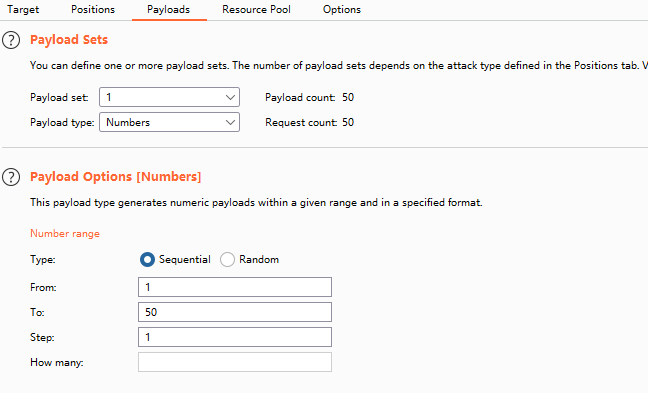 Target Positions Payloads Resource Pool Options
? Payload Sets
You can define one or more payload sets. The number of payload sets depends on the attack type defined in the Positions tab. V
Payload set: 1 Payload count: 50
Payload type: Numbers Request count: 50
? Payload Options [Numbers]
This payload type generates numeric payloads within a given range and in a specified format.
Number range
Type: Sequential Random
From: 1
To: 50
Step: 1
How many: